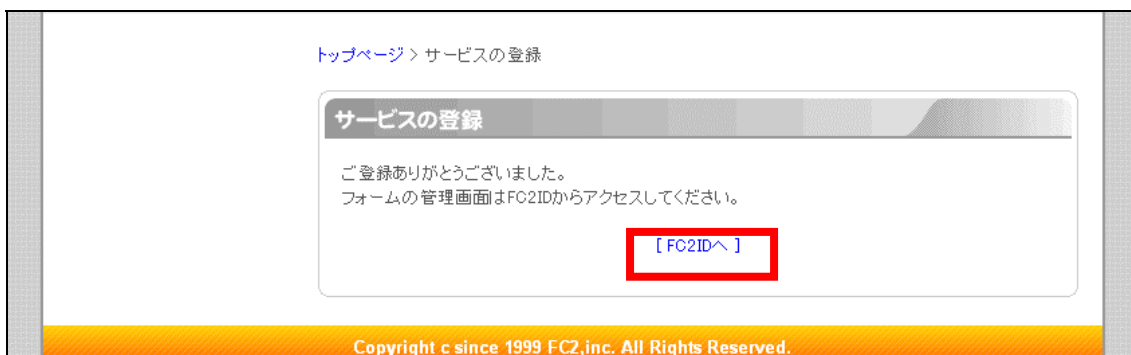 トップページ > サービスの登録
サービスの登録
ご登録ありがとうございました。
フォームの管理画面はFC2IDからアクセスしてください。
[ FC2IDへ ]
Copyright c since 1999 FC2,inc. All Rights Reserved.